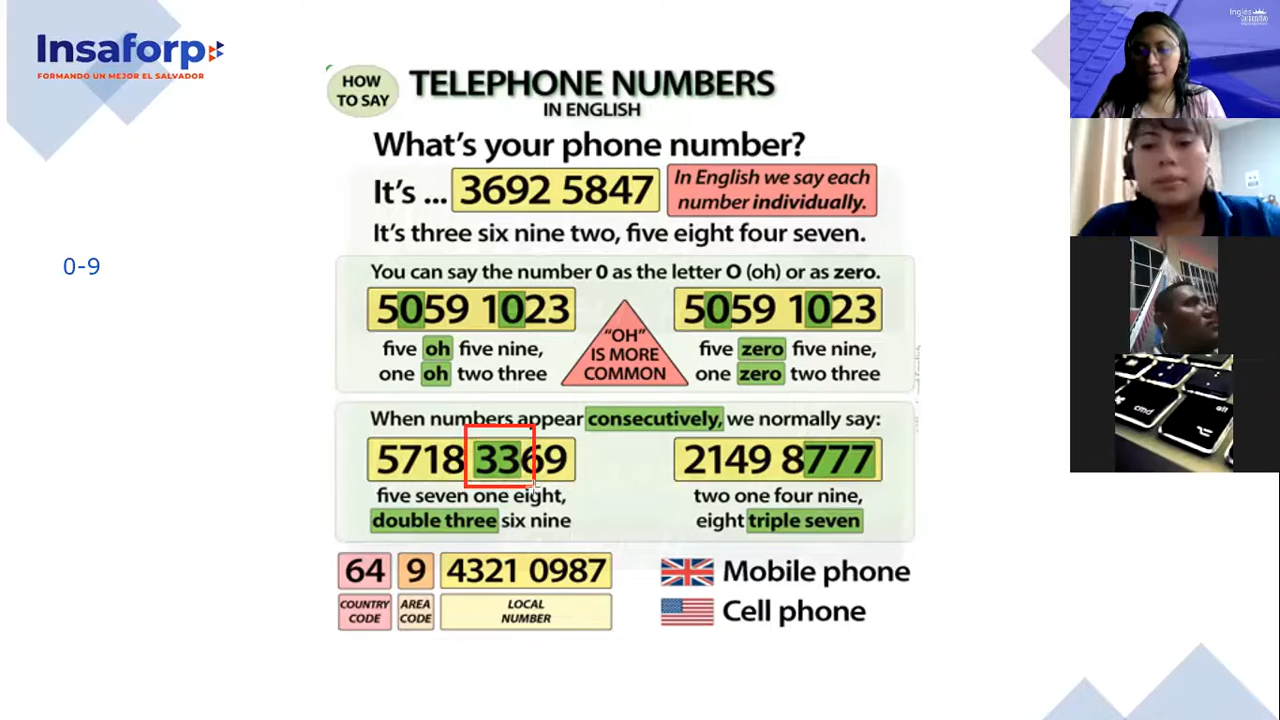 Insaforp
FORMANDO UN MEJOR EL SALVADOR
HOW
TO SAY
TELEPHONE NUMBERS
IN ENGLISH
What's your phone number?
It's ... 3692 5847
In English we say each
number individually.
It's three six nine two, five eight four seven.
0-9
You can say the number 0 as the letter O (oh) or as zero.
5059 1023
five oh five nine,
one oh two three
"OH"
IS MORE
COMMON
5059 1023
five zero five nine,
one zero two three
When numbers appear consecutively, we normally say:
5718 3369
five seven one eight,
double three six nine
2149 8777
two one four nine,
eight triple seven
64 9 4321 0987
COUNTRY
CODE
AREA
CODE
LOCAL
NUMBER
Mobile phone
Cell phone
Ingles
cmd
alt